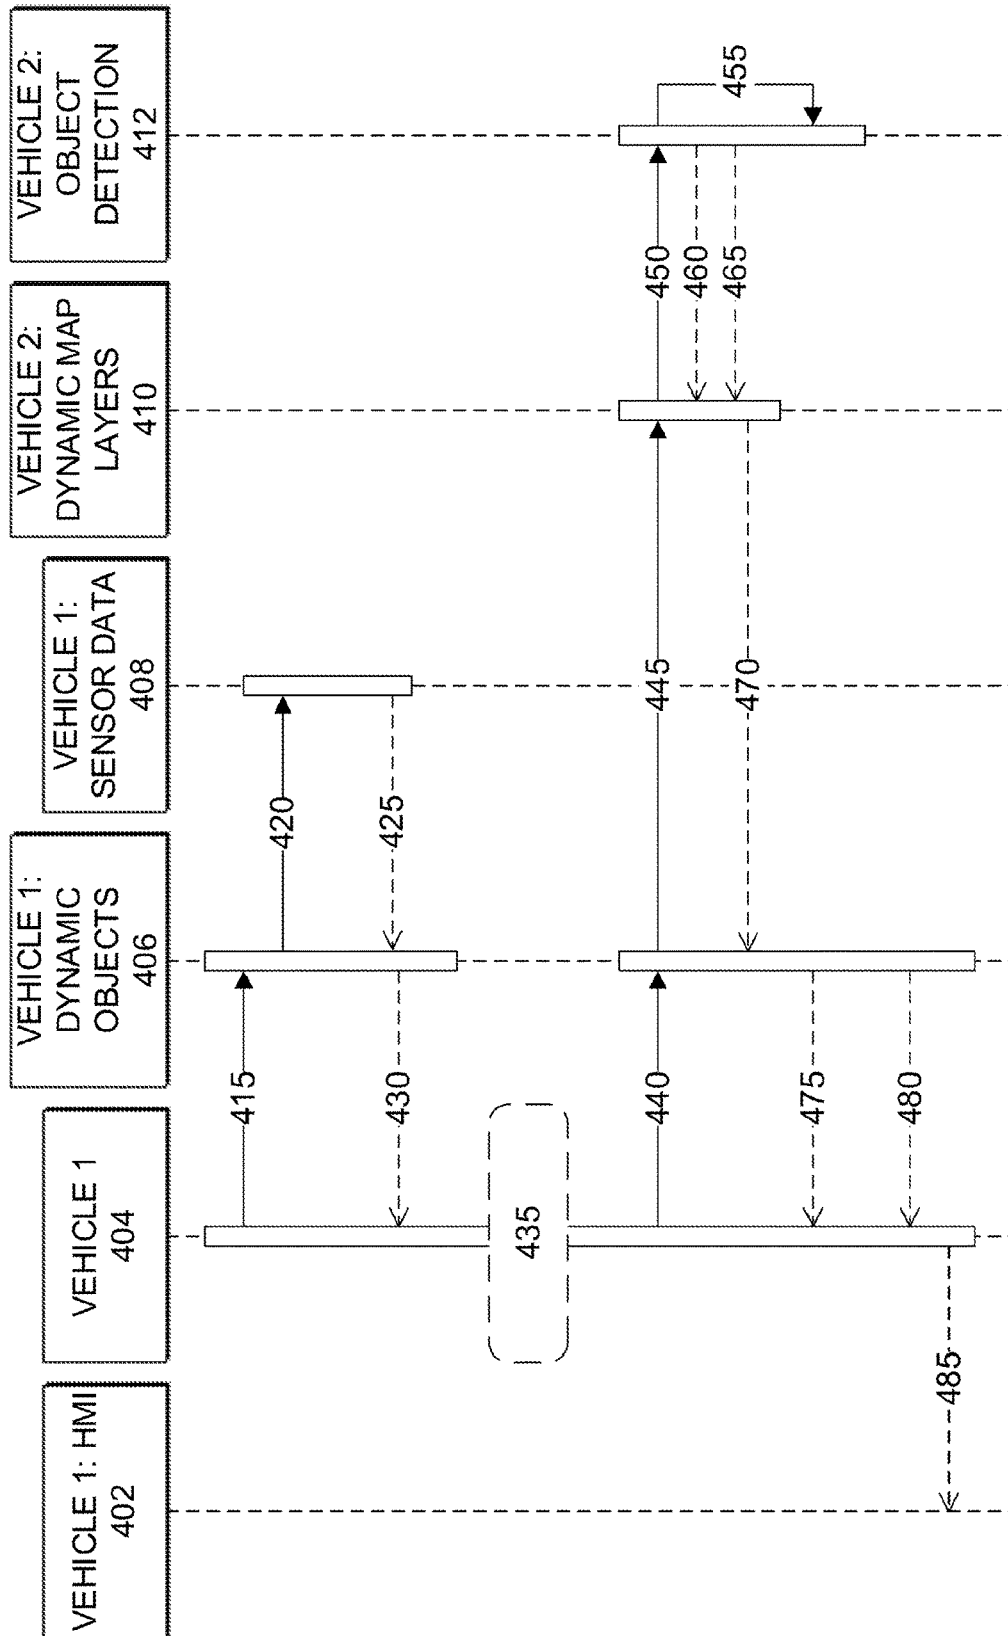 VEHICLE 1: HMI
402
VEHICLE 1
404
VEHICLE 1:
DYNAMIC
OBJECTS
406
VEHICLE 1:
SENSOR DATA
408
VEHICLE 2:
DYNAMIC MAP
LAYERS
410
VEHICLE 2:
OBJECT
DETECTION
412
415
420
425
430
435
440
445
450
455
460
465
470
475
480
485